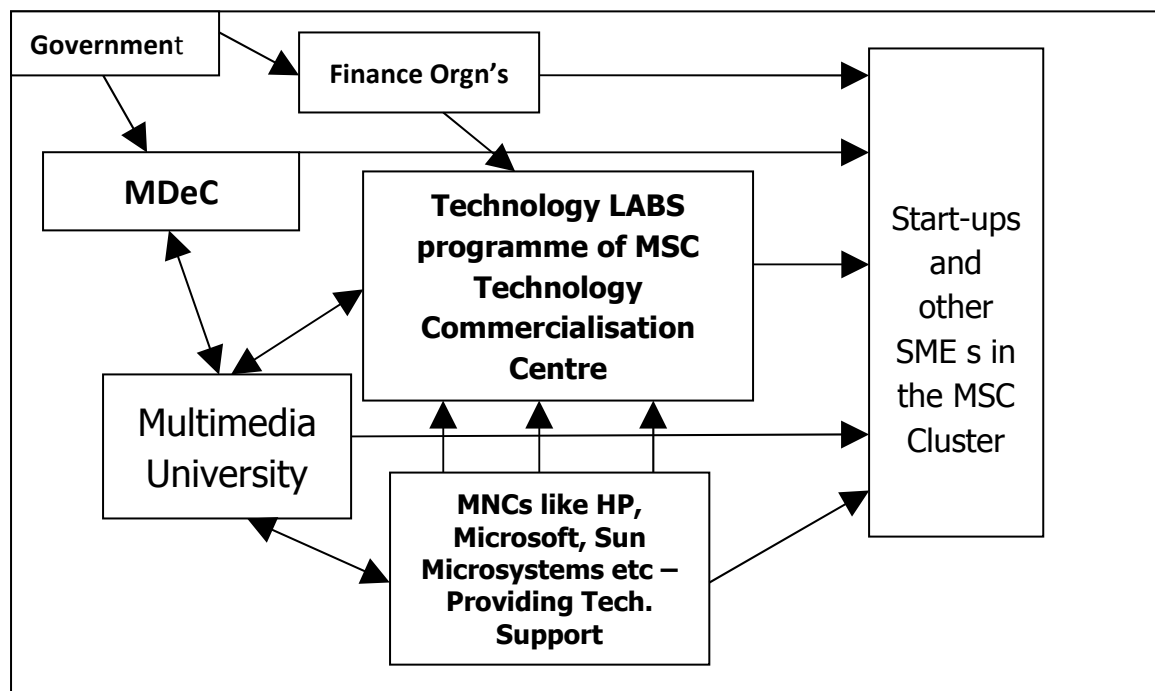 Government
Finance Orgn’s
MDeC
Technology LABS
programme of MSC
Technology
Commercialisation
Centre
Start-ups
and
other
SME s in
the MSC
Cluster
Multimedia
University
MNCs like HP,
Microsoft, Sun
Microsystems etc –
Providing Tech.
Support